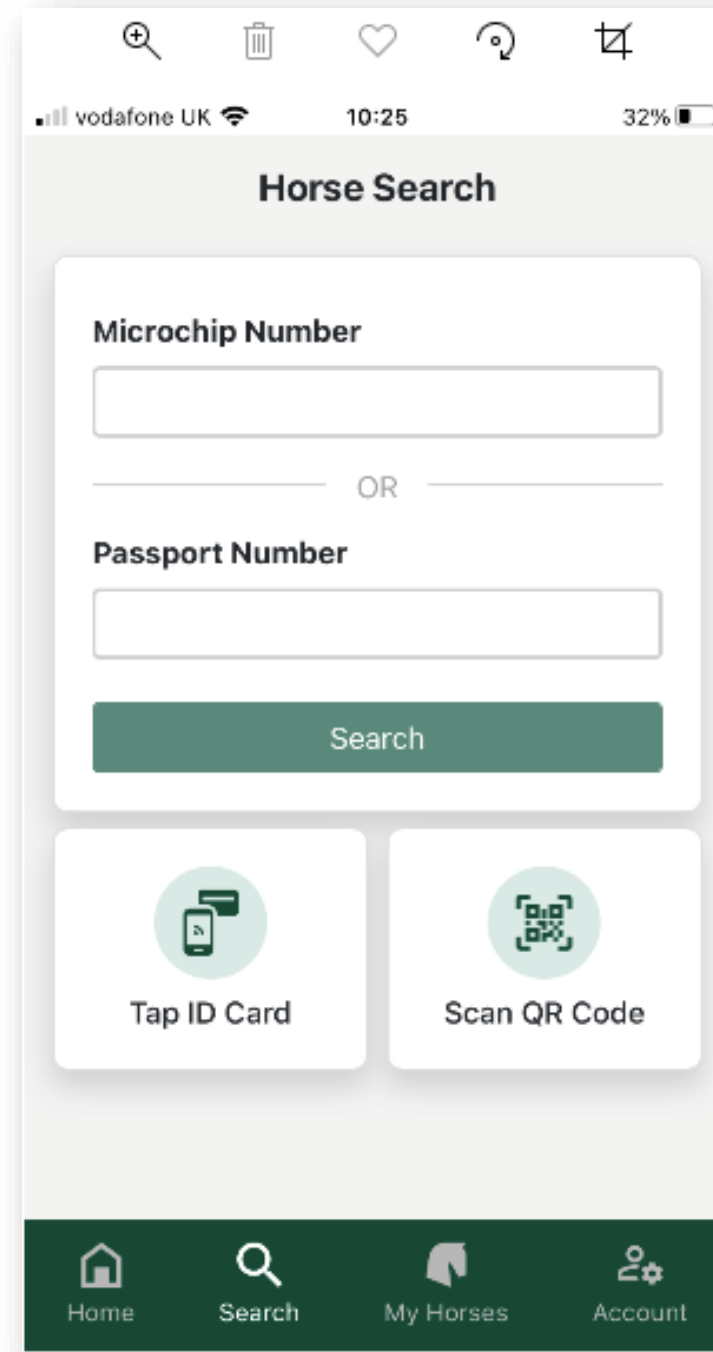 vodafone UK 10:25 32%
Horse Search
Microchip Number
OR
Passport Number
Search
Tap ID Card Scan QR Code
Home Search My Horses Account